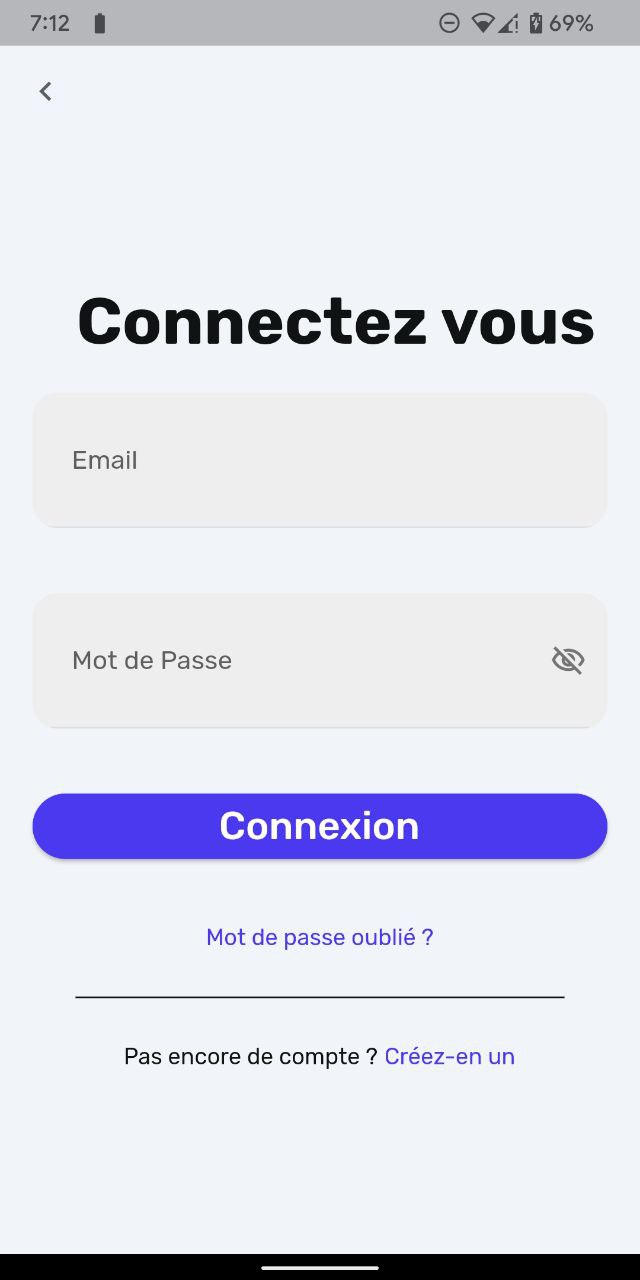 7:12 69%
Connectez vous
Email
Mot de Passe
Connexion
Mot de passe oublié ?
Pas encore de compte ? Créez-en un